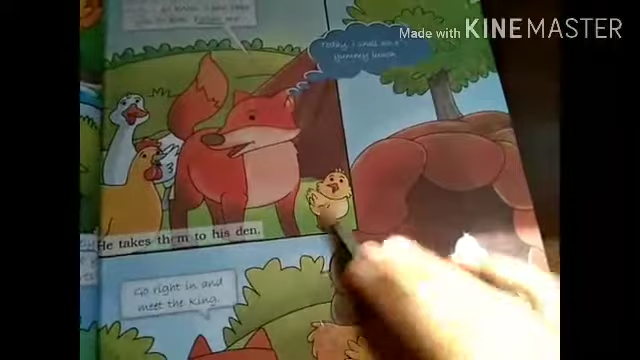 Made with KINEMASTER
Today, I shall have
yummy lunch
He takes them to his den.
Go right in and
meet the King.